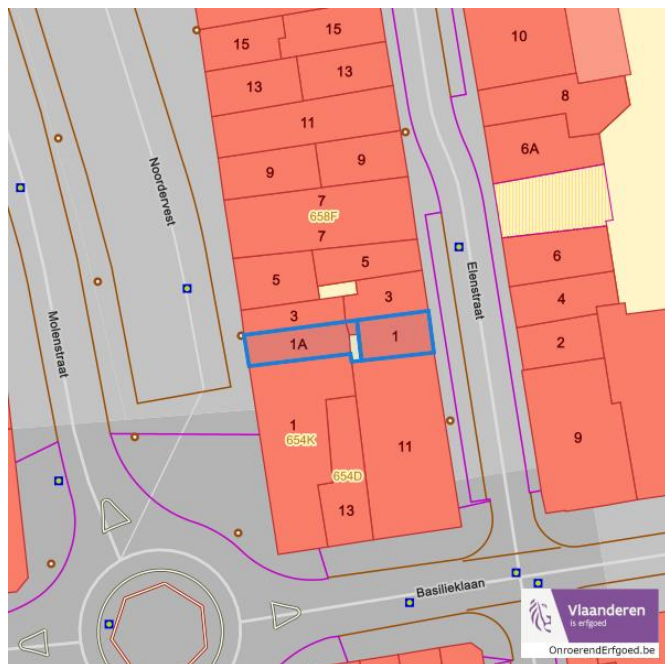 15
15
10
13
13
8
11
6A
9
9
7
658F
7
Noordervest
Elenstraat
5
5
6
3
3
4
Molenstraat
1A
1
2
1
654K
11
9
654D
13
Basilieklaan
Vlaanderen
is erfgoed
OnroerendErfgoed.be